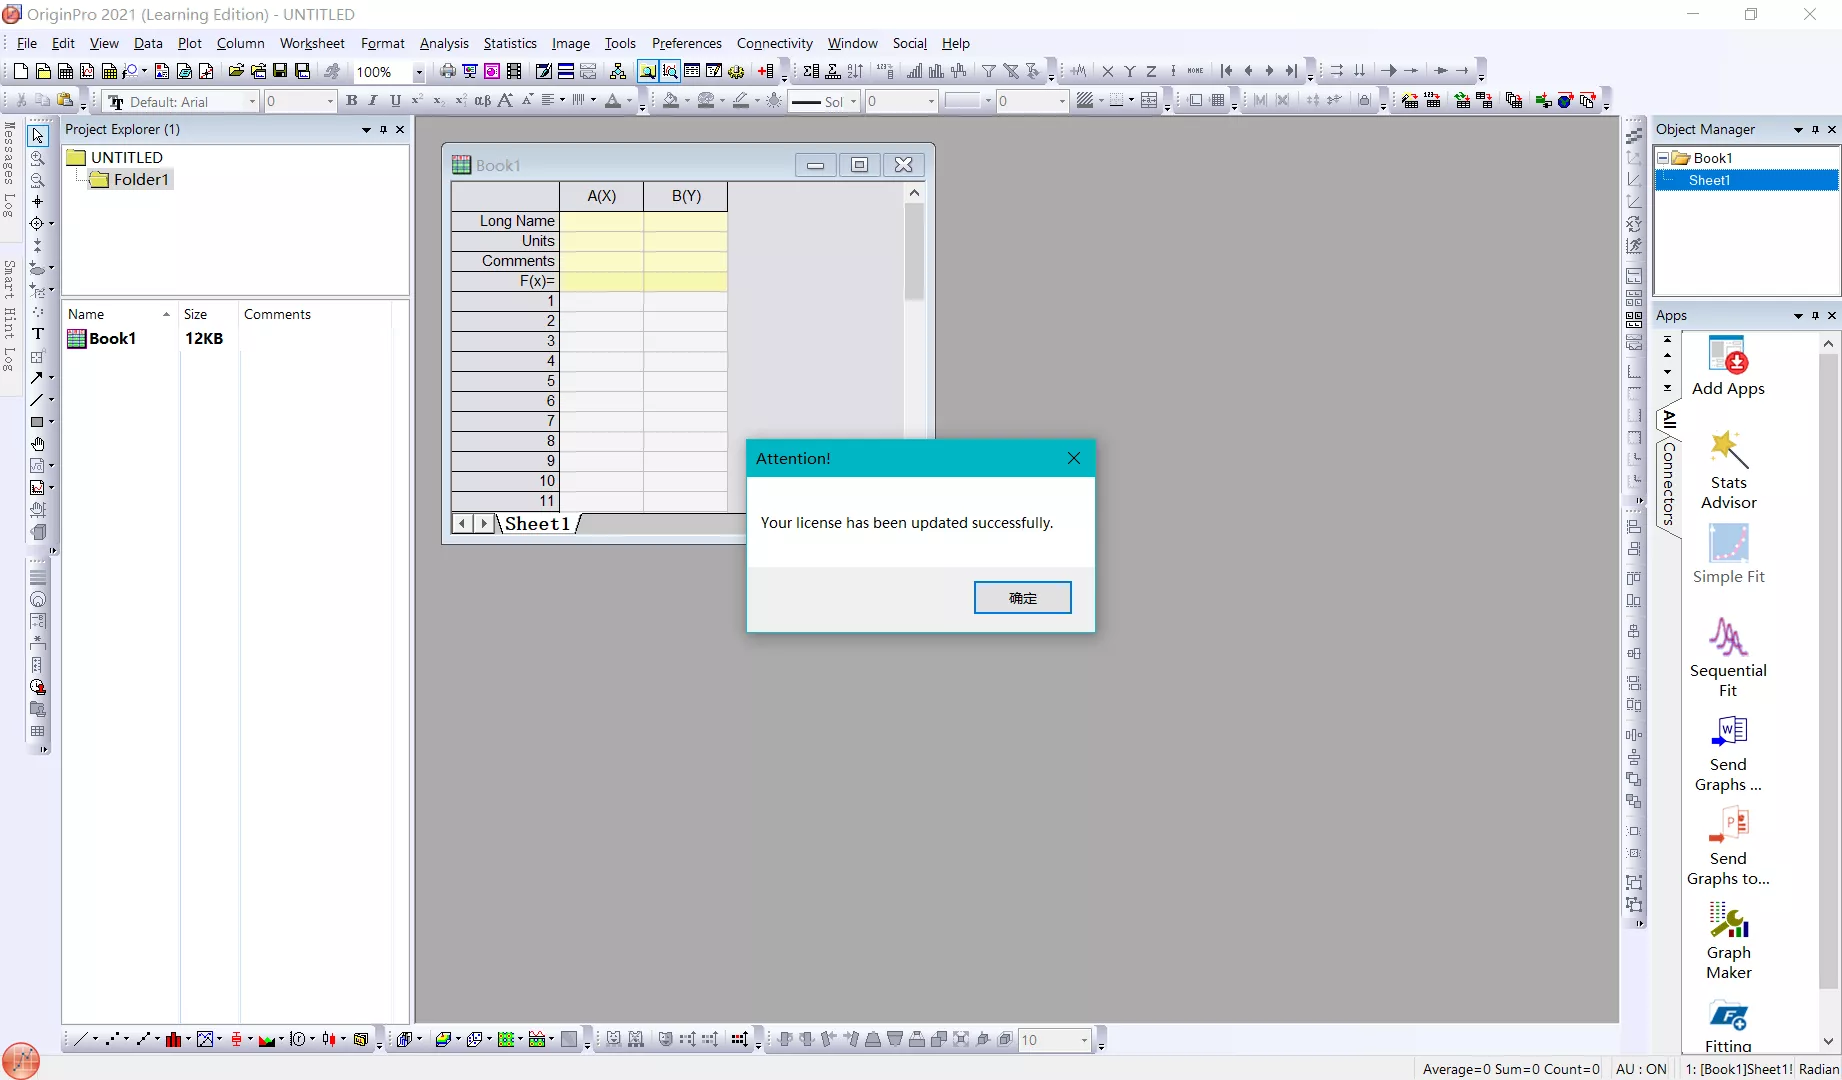 OriginPro 2021 (Learning Edition) - UNTITLED
File Edit View Data Plot Column Worksheet Format Analysis Statistics Image Tools Preferences Connectivity Window Social Help
100%
Default: Arial 0 B I U Sol 0 0
Messages Log
Smart Hint Log
Project Explorer (1)
UNTITLED
Folder1
Name Size Comments
Book1 12KB
Book1
A(X) B(Y)
Long Name
Units
Comments
F(x)=
1
2
3
4
5
6
7
8
9
10
11
Sheet1
Attention!
Your license has been updated successfully.
确定
Object Manager
Book1
Sheet1
Apps
All
Connectors
Add Apps
Stats
Advisor
Simple Fit
Sequential
Fit
Send
Graphs ...
Send
Graphs to...
Graph
Maker
Fitting
10
Average=0 Sum=0 Count=0 AU : ON 1: [Book1]Sheet1! Radian